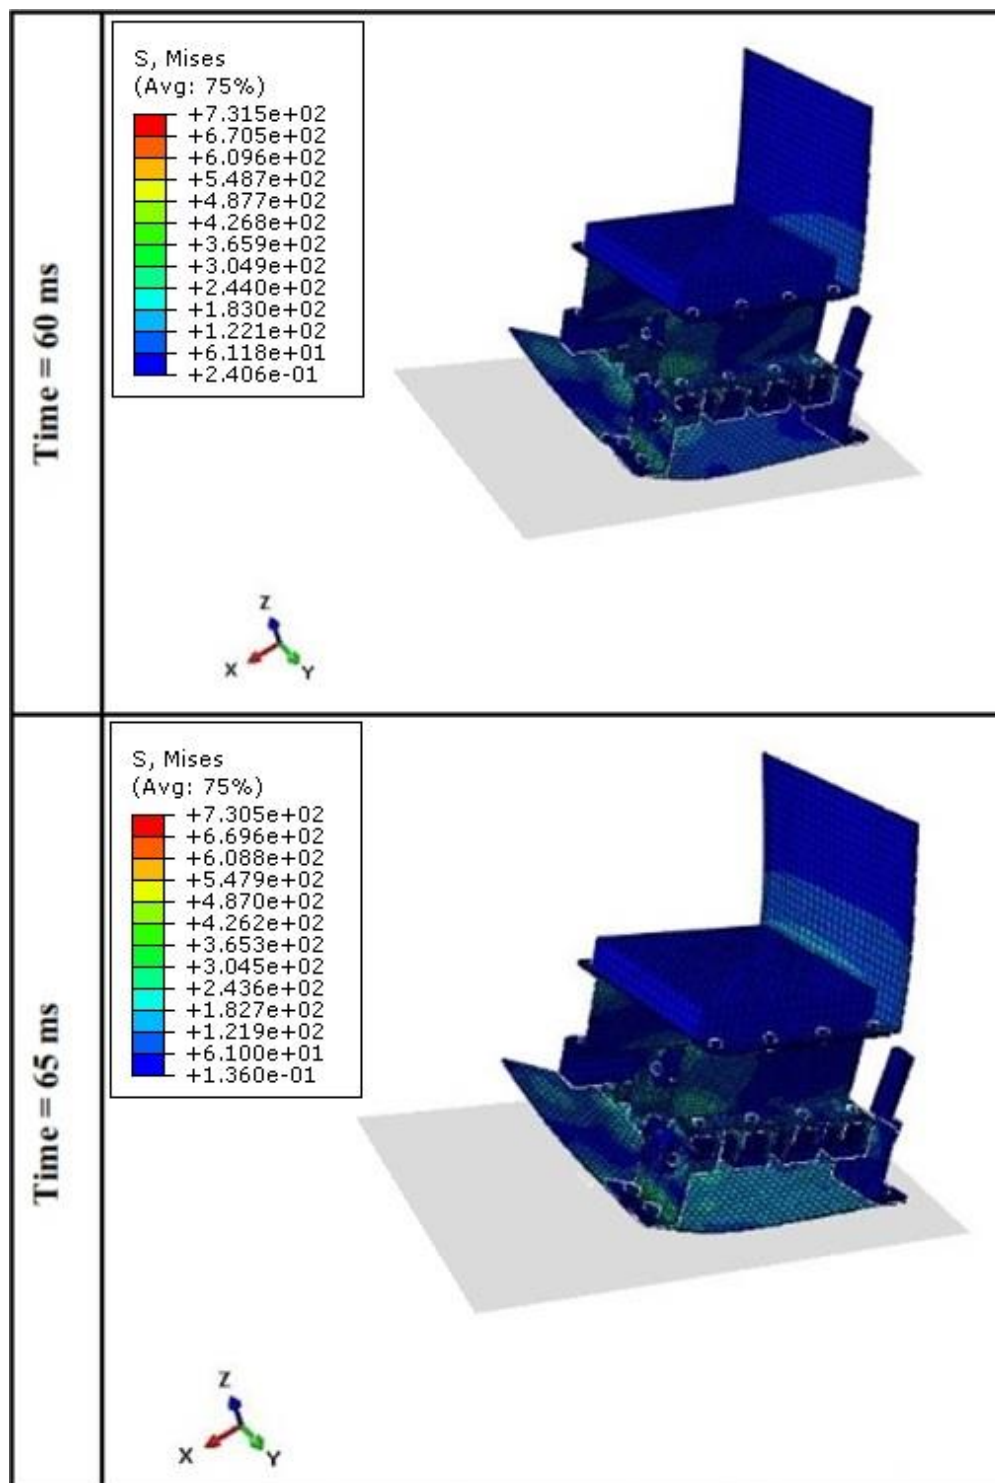 Time = 60 ms
S, Mises
(Avg: 75%)
+7.315e+02
+6.705e+02
+6.096e+02
+5.487e+02
+4.877e+02
+4.268e+02
+3.659e+02
+3.049e+02
+2.440e+02
+1.830e+02
+1.221e+02
+6.118e+01
+2.406e-01
Z
X
Y
Time = 65 ms
S, Mises
(Avg: 75%)
+7.305e+02
+6.696e+02
+6.088e+02
+5.479e+02
+4.870e+02
+4.262e+02
+3.653e+02
+3.045e+02
+2.436e+02
+1.827e+02
+1.219e+02
+6.100e+01
+1.360e-01
Z
X
Y